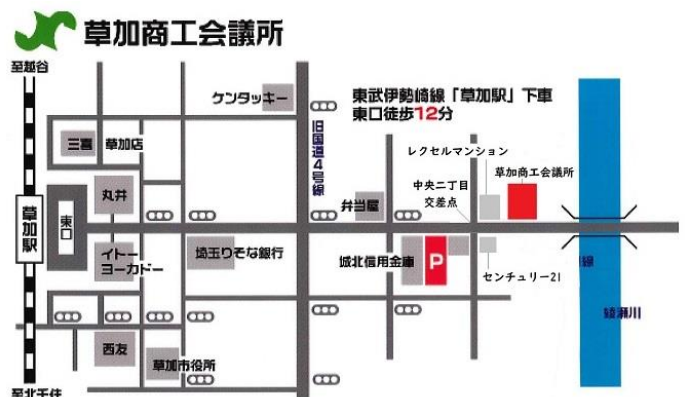 草加商工会議所
至越谷
ケンタッキー
東武伊勢崎線「草加駅」下車
東口徒歩12分
旧国道4号線
三喜 草加店
レクセルマンション
草加商工会議所
中央二丁目
交差点
丸井
弁当屋
草加駅
東口
イトー
ヨーカドー
埼玉りそな銀行
城北信用金庫
P
センチュリー21
線
綾瀬川
西友
草加市役所
至北千住